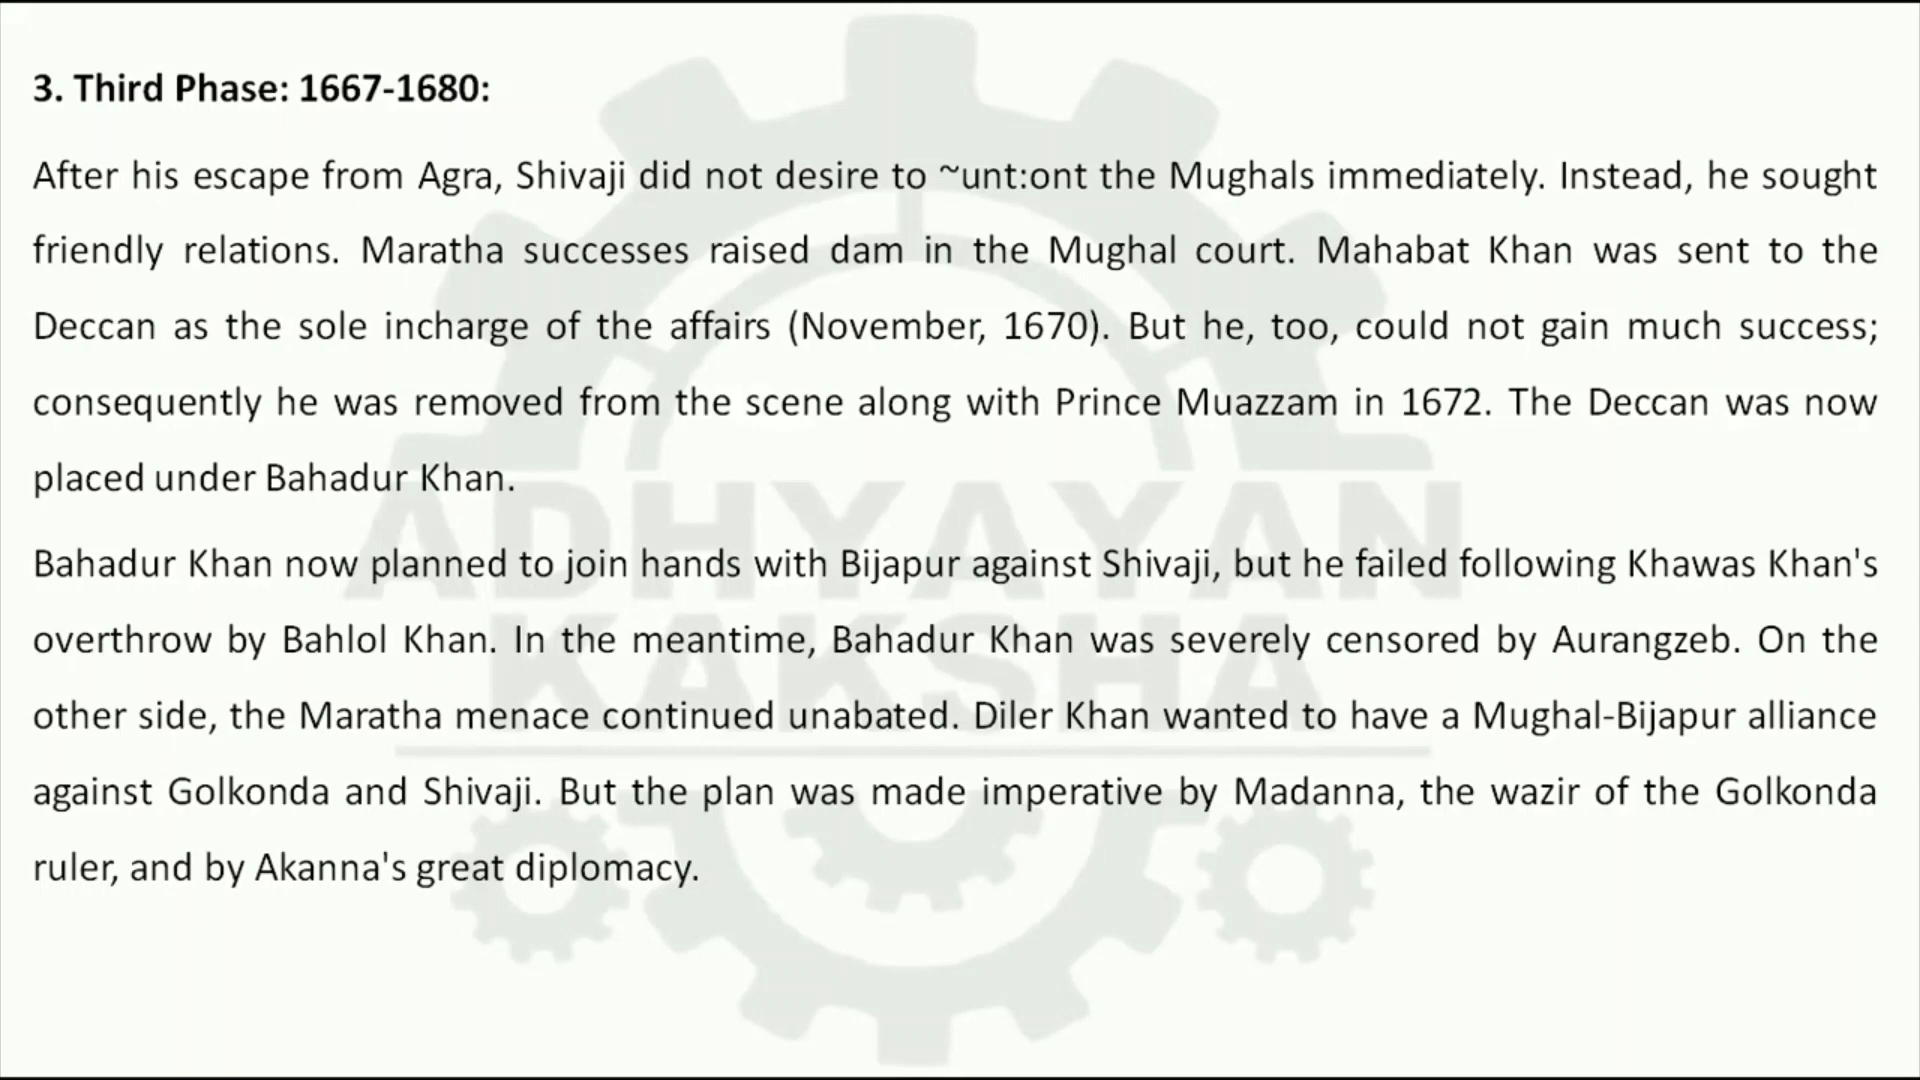 3. Third Phase: 1667-1680:
After his escape from Agra, Shivaji did not desire to ~unt:ont the Mughals immediately. Instead, he sought
friendly relations. Maratha successes raised dam in the Mughal court. Mahabat Khan was sent to the
Deccan as the sole incharge of the affairs (November, 1670). But he, too, could not gain much success;
consequently he was removed from the scene along with Prince Muazzam in 1672. The Deccan was now
placed under Bahadur Khan.
Bahadur Khan now planned to join hands with Bijapur against Shivaji, but he failed following Khawas Khan's
overthrow by Bahlol Khan. In the meantime, Bahadur Khan was severely censored by Aurangzeb. On the
other side, the Maratha menace continued unabated. Diler Khan wanted to have a Mughal-Bijapur alliance
against Golkonda and Shivaji. But the plan was made imperative by Madanna, the wazir of the Golkonda
ruler, and by Akanna's great diplomacy.
ADHYAYAN
KAKSHA